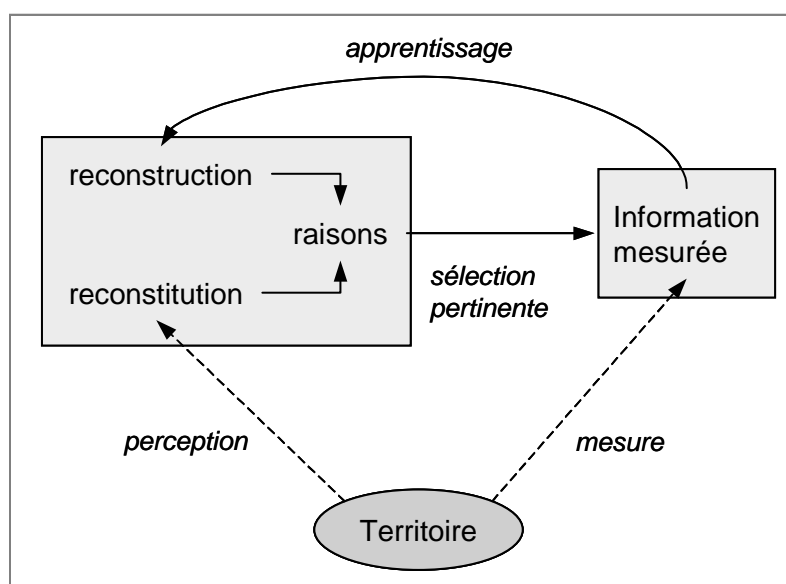 apprentissage
reconstruction
raisons
reconstitution
Information
mesurée
sélection
pertinente
perception
mesure
Territoire